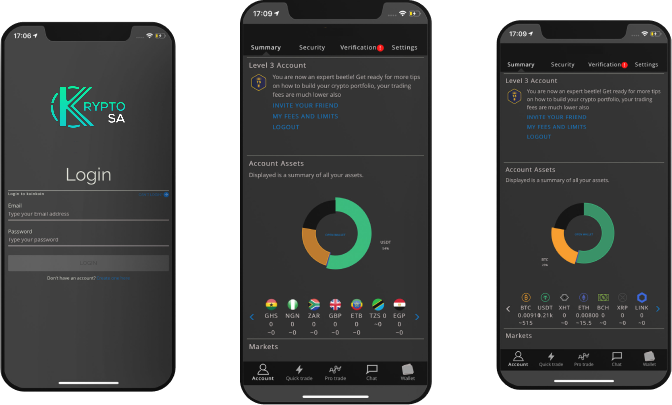 17:06
KRYPTO
SA
Login
Login to
Email
Type your Email address
Password
Type your password
LOGIN
Don't have an account?
17:09
Summary Security Verification Settings
Level 3 Account
You are now an expert beetle! Get ready for more tips
on how to build your crypto portfolio, your trading
fees are much lower also
INVITE YOUR FRIEND
MY FEES AND LIMITS
LOGOUT
Account Assets
Displayed is a summary of all your assets.
USDT
GHS NGN ZAR GBP ETB TZS 0 EGP
0 0 0 0 0 ~0 0
~0 ~0 ~0 ~0 ~0 ~0
Markets
Account Quick trade Pro trade Chat Wallet
17:09
Summary Security Verification Settings
Level 3 Account
You are now an expert beetle! Get ready for more tips
on how to build your crypto portfolio, your trading
fees are much lower also
INVITE YOUR FRIEND
MY FEES AND LIMITS
LOGOUT
Account Assets
Displayed is a summary of all your assets.
BTC
BTC USDT XHT ETH BCH XRP LINK
0.00910 0.21k 0 0.00800 0 0 0
~515 ~0 ~15.5 ~0 ~0 ~0
Markets
Account Quick trade Pro trade Chat Wallet